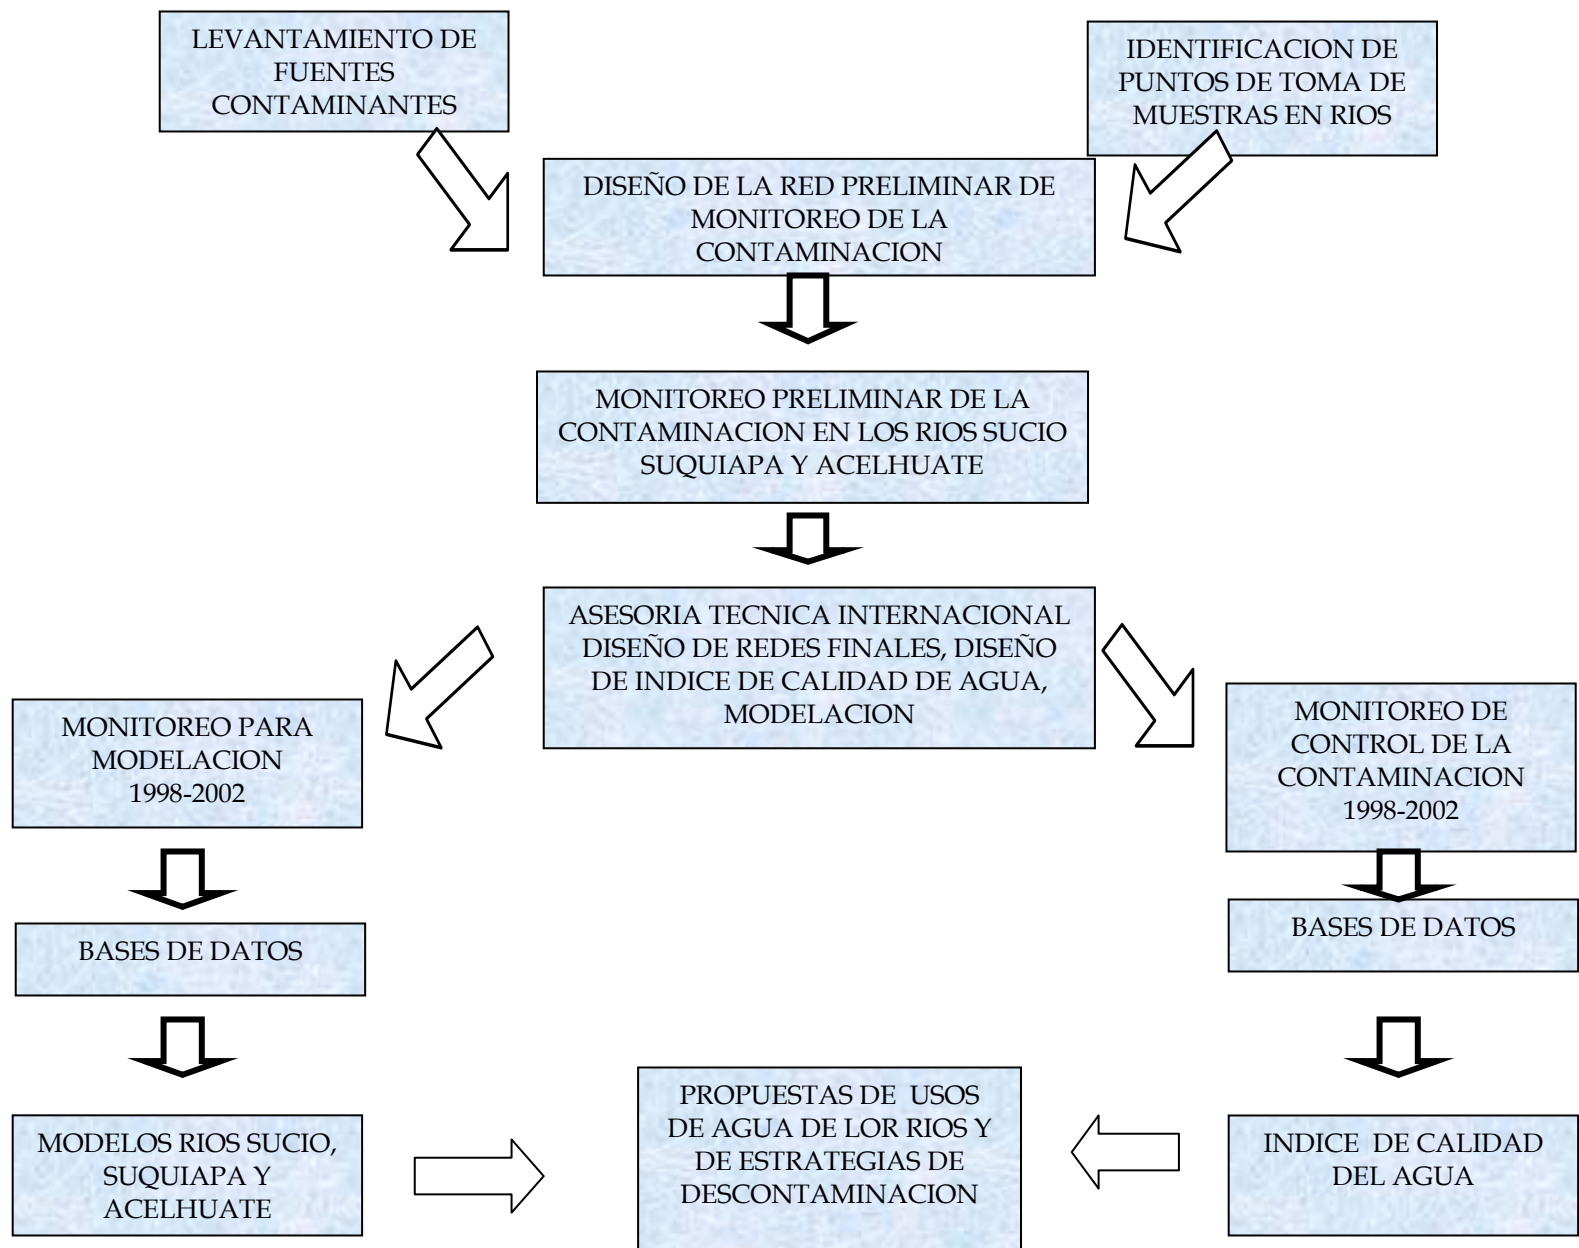 LEVANTAMIENTO DE
FUENTES
CONTAMINANTES
IDENTIFICACION DE
PUNTOS DE TOMA DE
MUESTRAS EN RIOS
DISEÑO DE LA RED PRELIMINAR DE
MONITOREO DE LA
CONTAMINACION
MONITOREO PRELIMINAR DE LA
CONTAMINACION EN LOS RIOS SUCIO
SUQUIAPA Y ACELHUATE
ASESORIA TECNICA INTERNACIONAL
DISEÑO DE REDES FINALES, DISEÑO
DE INDICE DE CALIDAD DE AGUA,
MODELACION
MONITOREO PARA
MODELACION
1998-2002
MONITOREO DE
CONTROL DE LA
CONTAMINACION
1998-2002
BASES DE DATOS
BASES DE DATOS
MODELOS RIOS SUCIO,
SUQUIAPA Y
ACELHUATE
PROPUESTAS DE  USOS
DE AGUA DE LOR RIOS Y
DE ESTRATEGIAS DE
DESCONTAMINACION
INDICE  DE CALIDAD
DEL AGUA